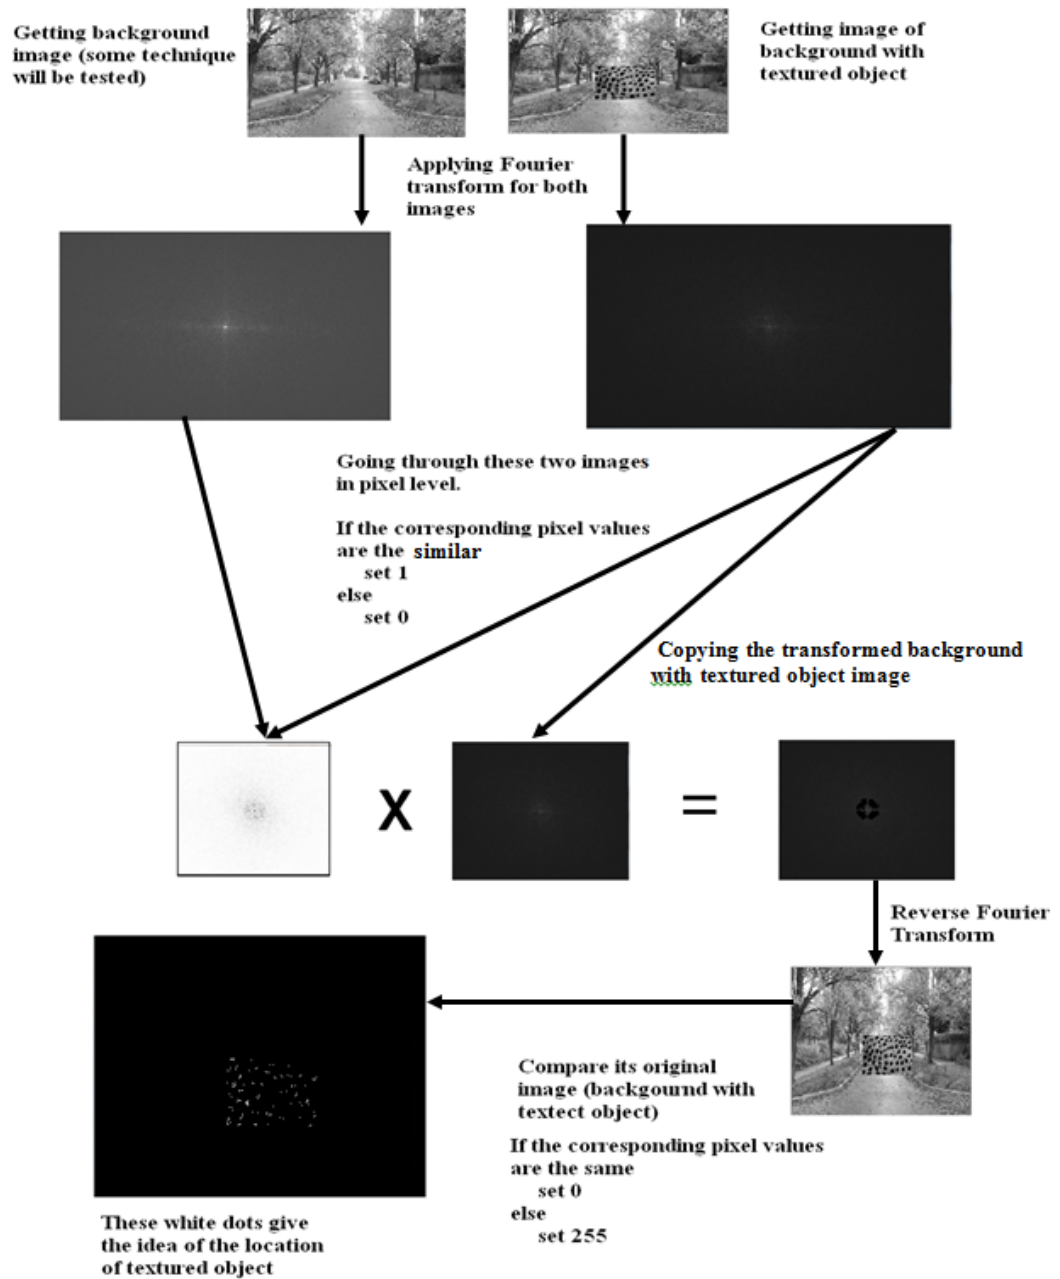 Getting background
image (some technique
will be tested)
Getting image of
background with
textured object
Applying Fourier
transform for both
images
Going through these two images
in pixel level.
If the corresponding pixel values
are the similar
set 1
else
set 0
Copying the transformed background
with textured object image
X
=
Reverse Fourier
Transform
Compare its original
image (backgournd with
textect object)
If the corresponding pixel values
are the same
set 0
else
set 255
These white dots give
the idea of the location
of textured object